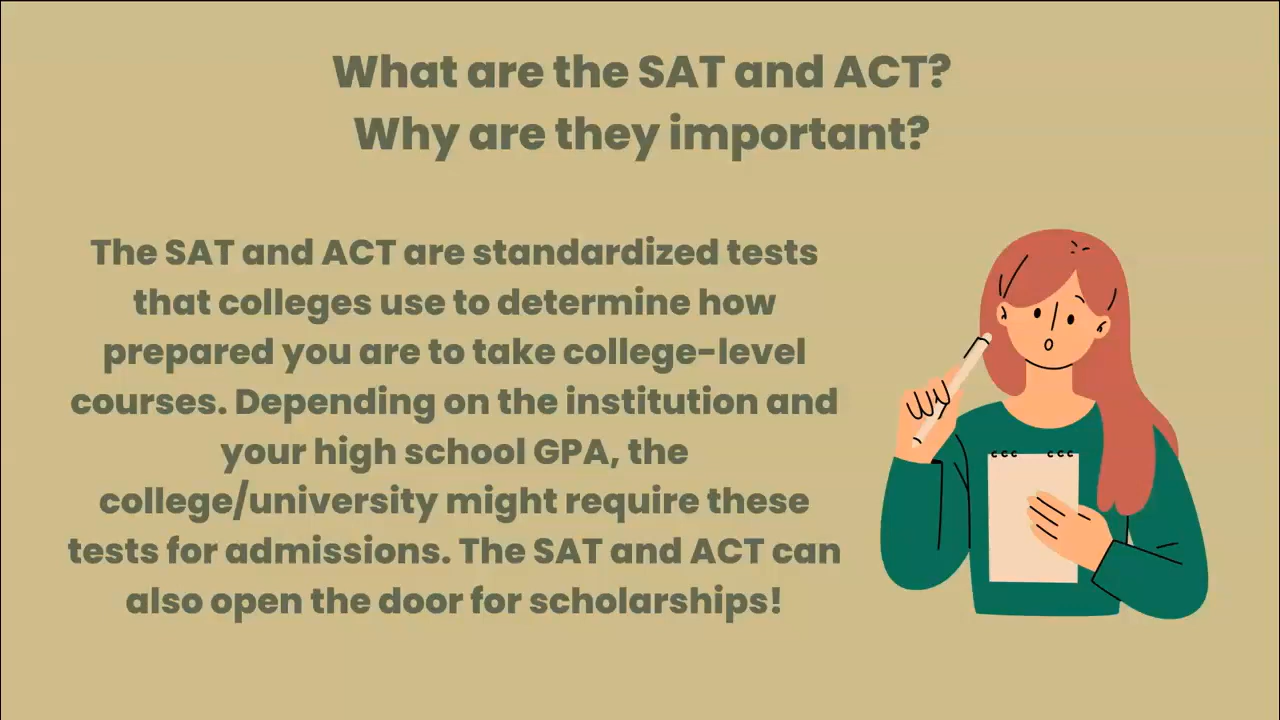 What are the SAT and ACT?
Why are they important?
The SAT and ACT are standardized tests
that colleges use to determine how
prepared you are to take college-level
courses. Depending on the institution and
your high school GPA, the
college/university might require these
tests for admissions. The SAT and ACT can
also open the door for scholarships!